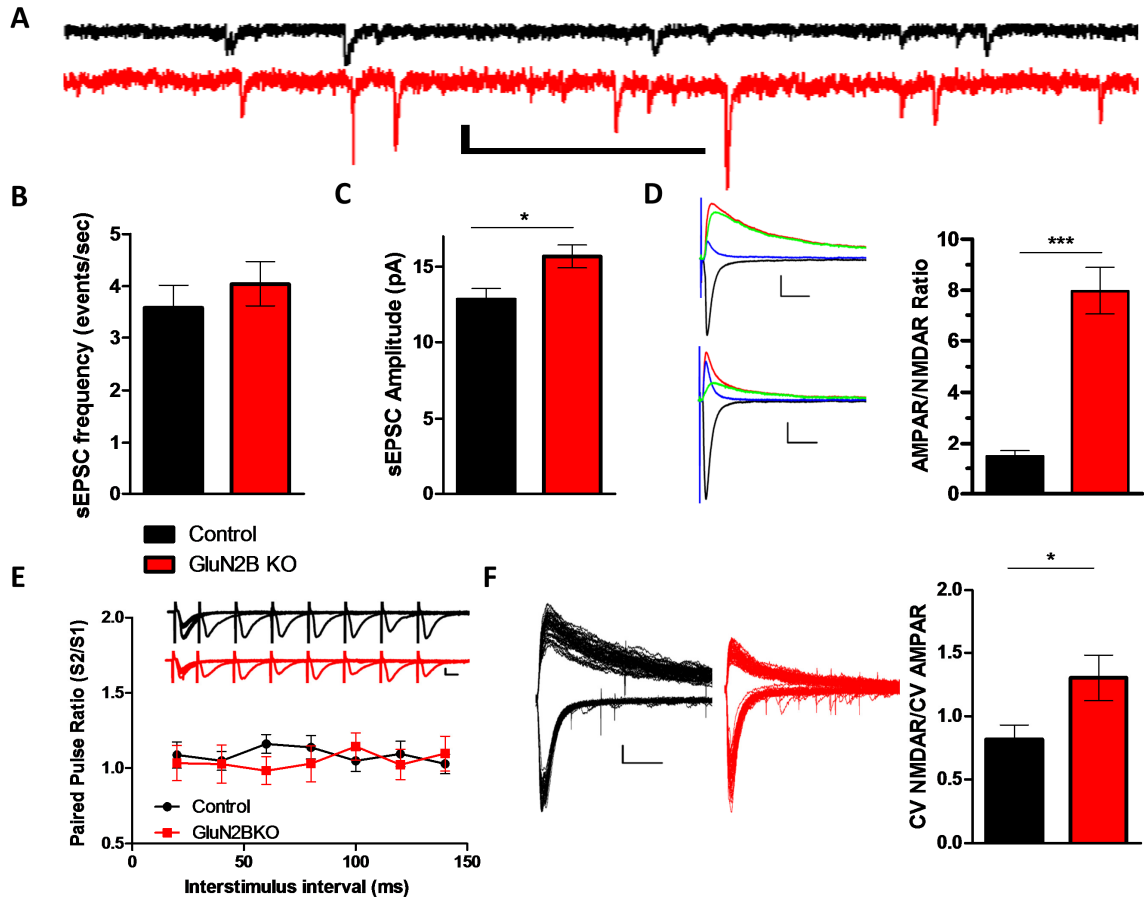 A
B
sEPSC frequency (events/sec)
5
4
3
2
1
0
C
*
sEPSC Amplitude (pA)
15
10
5
0
D
***
AMPAR/NMDAR Ratio
10
8
6
4
2
0
Control
GluN2B KO
E
Paired Pulse Ratio (S2/S1)
2.0
1.5
1.0
0.5
Control
GluN2BKO
0 50 100 150
Interstimulus interval (ms)
F
*
CV NMDAR/CV AMPAR
2.0
1.5
1.0
0.5
0.0